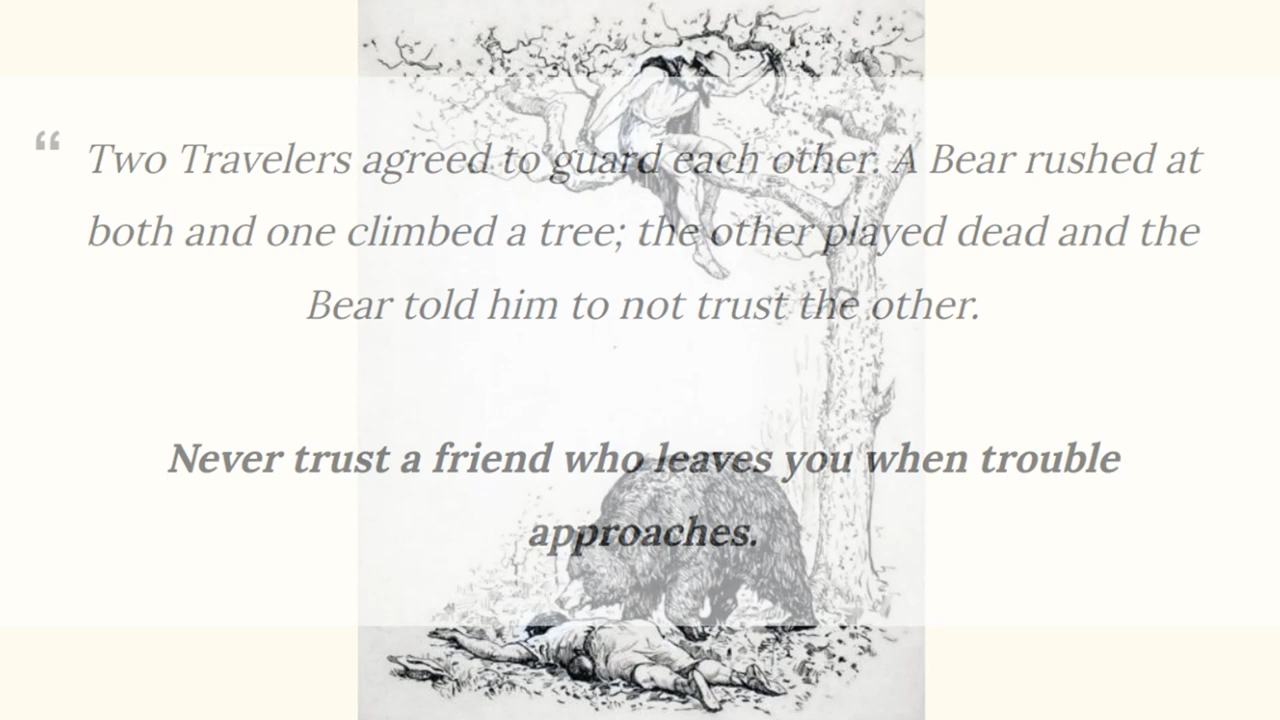 “ Two Travelers agreed to guard each other. A Bear rushed at
both and one climbed a tree; the other played dead and the
Bear told him to not trust the other.
Never trust a friend who leaves you when trouble
approaches.